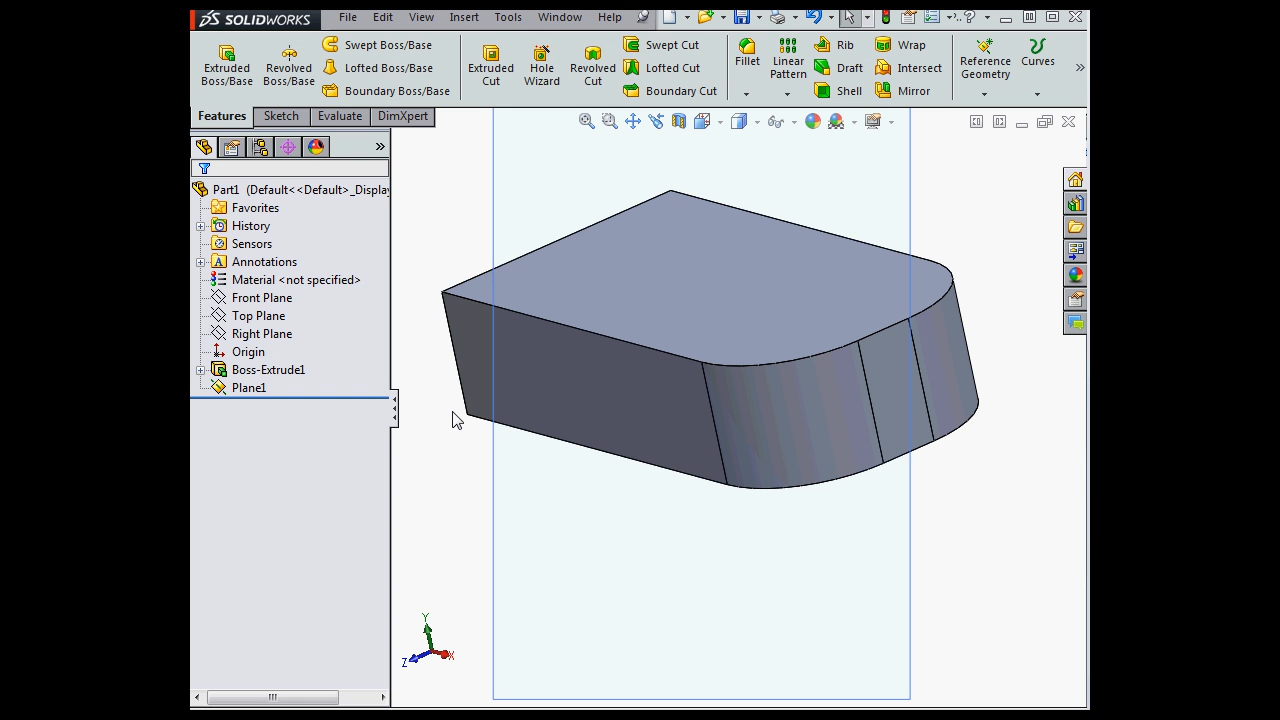 SOLIDWORKS File Edit View Insert Tools Window Help
Extruded Boss/Base
Revolved Boss/Base
Swept Boss/Base
Lofted Boss/Base
Boundary Boss/Base
Extruded Cut
Hole Wizard
Revolved Cut
Swept Cut
Lofted Cut
Boundary Cut
Fillet
Linear Pattern
Rib
Draft
Shell
Wrap
Intersect
Mirror
Reference Geometry
Curves
Features Sketch Evaluate DimXpert
Part1 (Default<<Default>_Display
Favorites
History
Sensors
Annotations
Material <not specified>
Front Plane
Top Plane
Right Plane
Origin
Boss-Extrude1
Plane1
Y
Z X